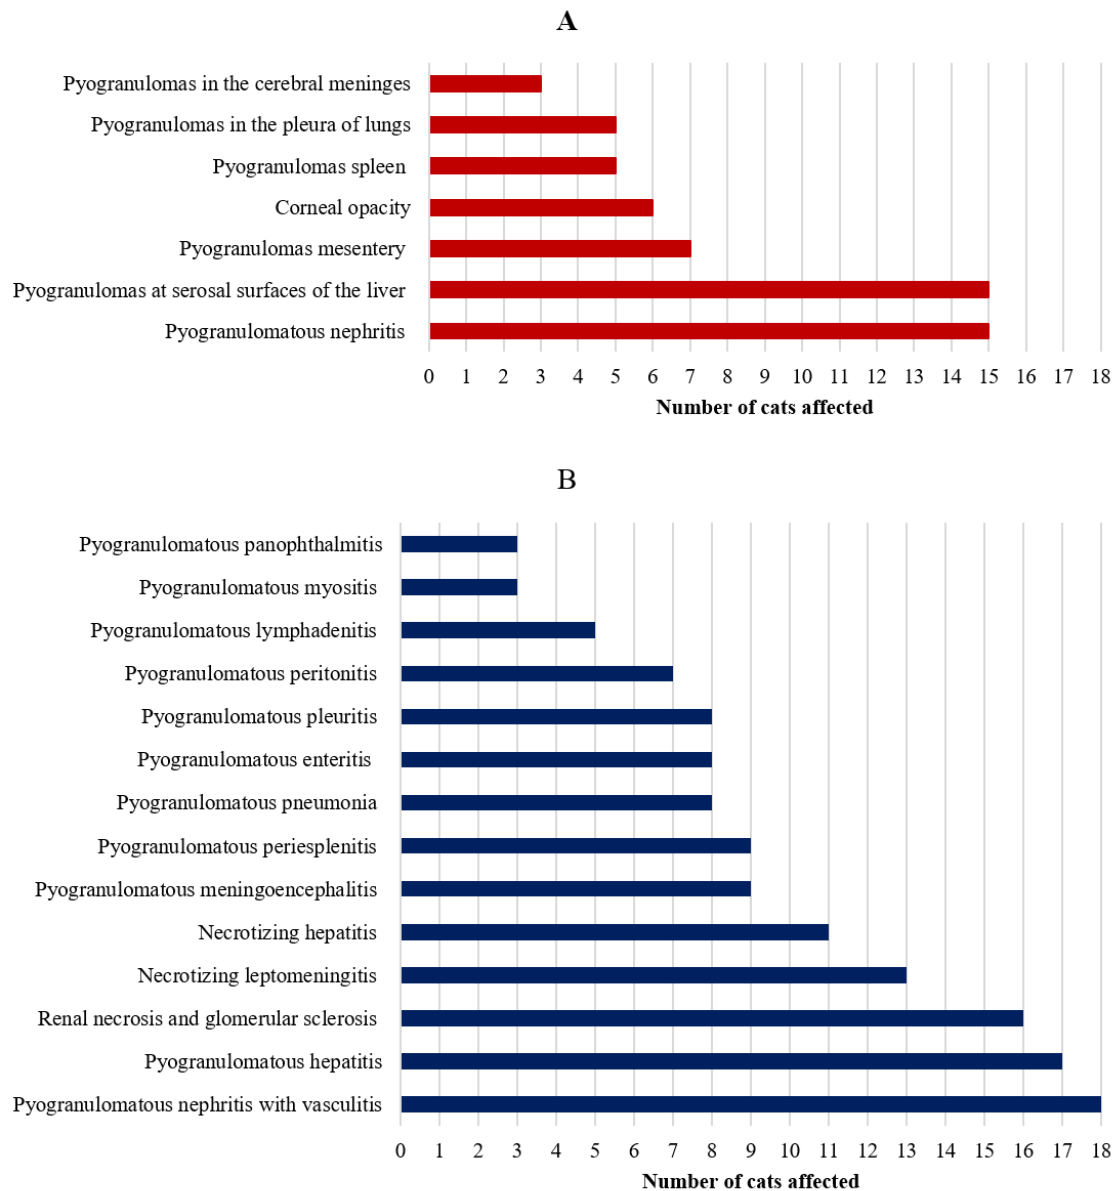 A
Pyogranulomas in the cerebral meninges
Pyogranulomas in the pleura of lungs
Pyogranulomas spleen
Corneal opacity
Pyogranulomas mesentery
Pyogranulomas at serosal surfaces of the liver
Pyogranulomatous nephritis
0 1 2 3 4 5 6 7 8 9 10 11 12 13 14 15 16 17 18
Number of cats affected
B
Pyogranulomatous panophthalmitis
Pyogranulomatous myositis
Pyogranulomatous lymphadenitis
Pyogranulomatous peritonitis
Pyogranulomatous pleuritis
Pyogranulomatous enteritis
Pyogranulomatous pneumonia
Pyogranulomatous periesplenitis
Pyogranulomatous meningoencephalitis
Necrotizing hepatitis
Necrotizing leptomeningitis
Renal necrosis and glomerular sclerosis
Pyogranulomatous hepatitis
Pyogranulomatous nephritis with vasculitis
0 1 2 3 4 5 6 7 8 9 10 11 12 13 14 15 16 17 18
Number of cats affected